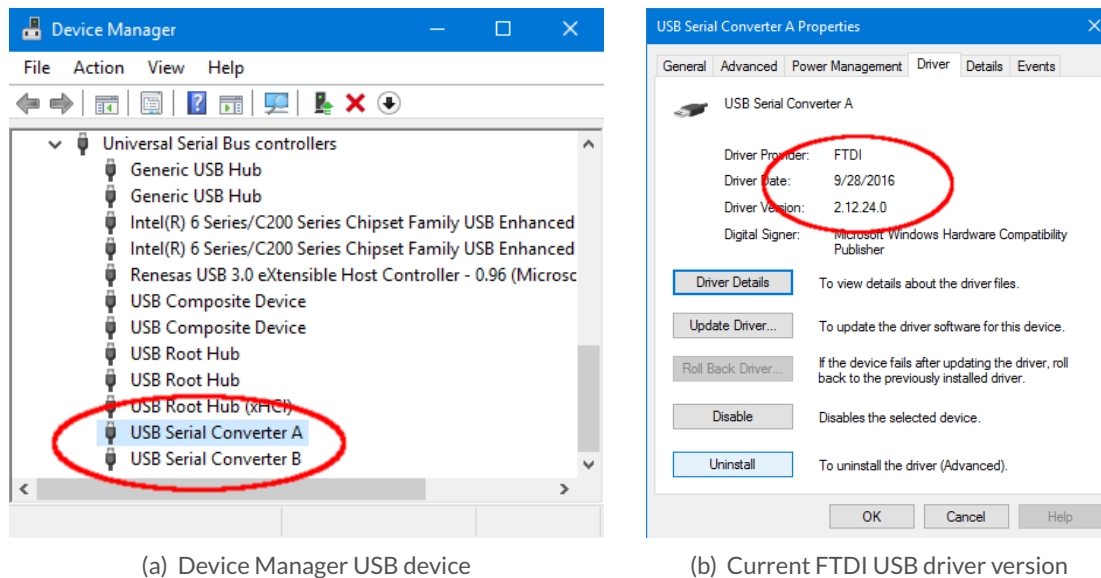 Device Manager
File Action View Help
Universal Serial Bus controllers
Generic USB Hub
Generic USB Hub
Intel(R) 6 Series/C200 Series Chipset Family USB Enhanced
Intel(R) 6 Series/C200 Series Chipset Family USB Enhanced
Renesas USB 3.0 eXtensible Host Controller - 0.96 (Microsc
USB Composite Device
USB Composite Device
USB Root Hub
USB Root Hub
USB Root Hub (xHCI)
USB Serial Converter A
USB Serial Converter B
(a) Device Manager USB device
USB Serial Converter A Properties
General Advanced Power Management Driver Details Events
USB Serial Converter A
Driver Provider: FTDI
Driver Date: 9/28/2016
Driver Version: 2.12.24.0
Digital Signer: Microsoft Windows Hardware Compatibility
Publisher
Driver Details To view details about the driver files.
Update Driver... To update the driver software for this device.
Roll Back Driver... If the device fails after updating the driver, roll
back to the previously installed driver.
Disable Disables the selected device.
Uninstall To uninstall the driver (Advanced).
OK Cancel Help
(b) Current FTDI USB driver version